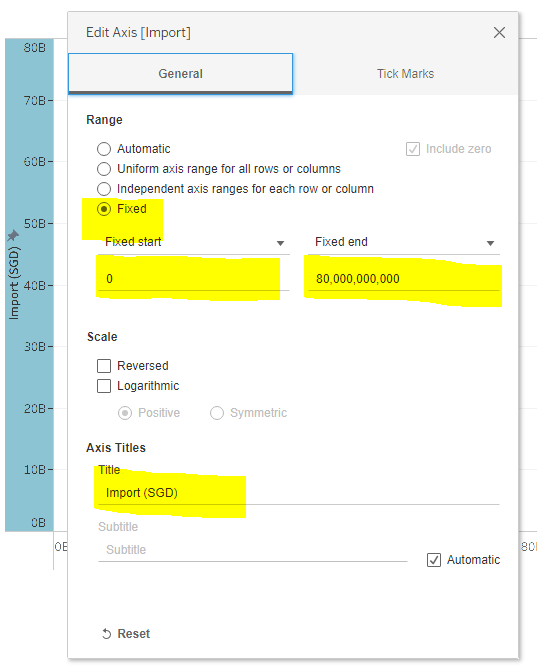 Edit Axis [Import]
General
Tick Marks
Range
Automatic
Include zero
Uniform axis range for all rows or columns
Independent axis ranges for each row or column
Fixed
Fixed start
Fixed end
0
80,000,000,000
Scale
Reversed
Logarithmic
Positive
Symmetric
Axis Titles
Title
Import (SGD)
Subtitle
Subtitle
Automatic
Reset
80B
70B
60B
50B
40B
30B
20B
10B
0B
Import (SGD)
0B
80